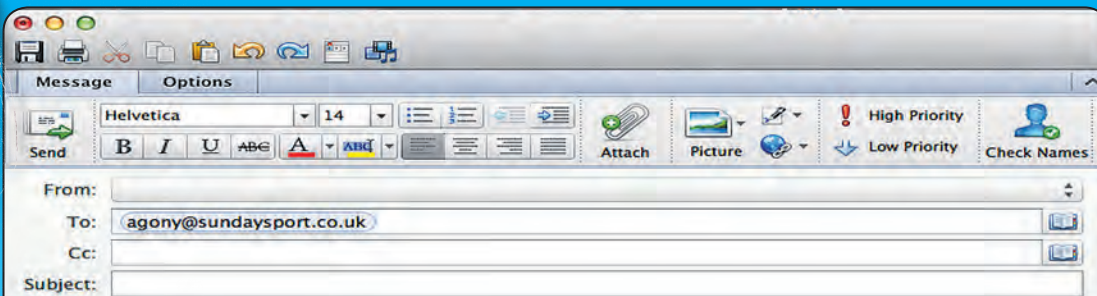 Message Options
Helvetica 14
High Priority
Send B I U ABC A ABC Attach Picture Low Priority Check Names
From:
To: agony@sundaysport.co.uk
Cc:
Subject: